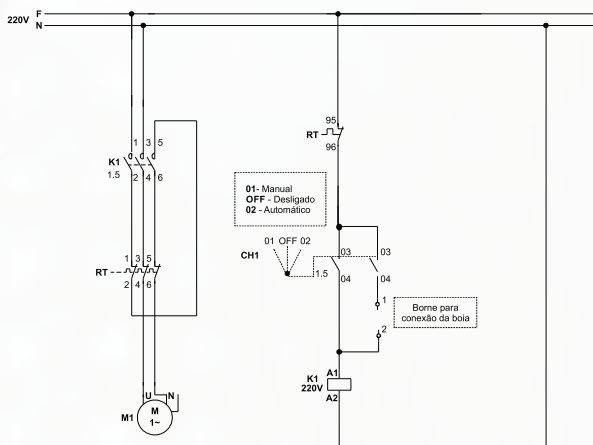 220V
F
N
1 3 5
K1
1.5
2 4 6
1 3 5
RT
2 4 6
U N
M1
M
1~
95
RT
96
01- Manual
OFF - Desligado
02 - Automático
01 OFF 02
CH1
1.5
03
03
04
04
1
2
Borne para
conexão da boia
K1
220V
A1
A2